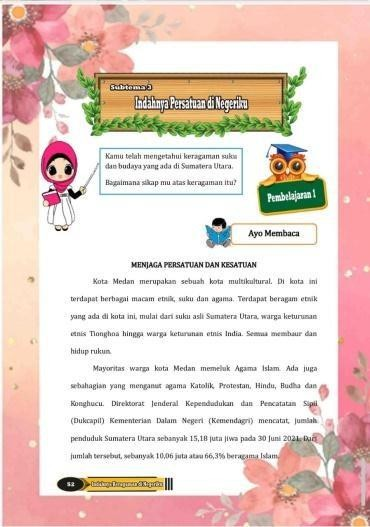 Subtema 3
Indahnya Persatuan di Negeriku
Kamu telah mengetahui keragaman suku
dan budaya yang ada di Sumatera Utara.
Bagaimana sikap mu atas keragaman itu?
Pembelajaran 1
Ayo Membaca
MENJAGA PERSATUAN DAN KESATUAN
Kota Medan merupakan sebuah kota multikultural. Di kota ini
terdapat berbagai macam etnik, suku dan agama. Terdapat beragam etnik
yang ada di kota ini, mulai dari suku asli Sumatera Utara, warga keturunan
etnis Tionghoa hingga warga keturunan etnis India. Semua membaur dan
hidup rukun.
Mayoritas warga kota Medan memeluk Agama Islam. Ada juga
sebahagian yang menganut agama Katolik, Protestan, Hindu, Budha dan
Konghucu. Direktorat Jenderal Kependudukan dan Pencatatan Sipil
(Dukcapil) Kementerian Dalam Negeri (Kemendagri) mencatat, jumlah
penduduk Sumatera Utara sebanyak 15,18 juta jiwa pada 30 Juni 2021. Dari
jumlah tersebut, sebanyak 10,06 juta atau 66,3% beragama Islam.
52
Indahnya Keragaman di Negeriku